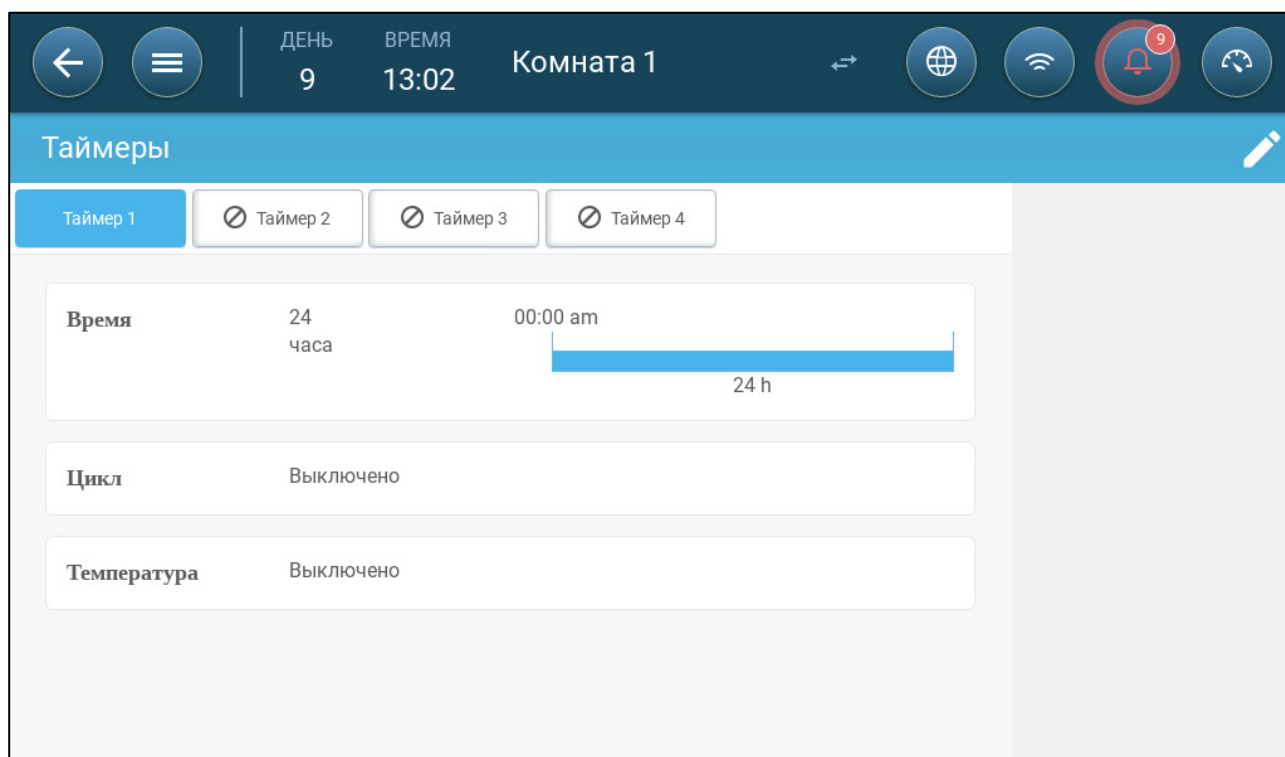 ДЕНЬ ВРЕМЯ
9 13:02 Комната 1 9
Таймеры
Таймер 1 Таймер 2 Таймер 3 Таймер 4
Время 24 00:00 am
часа
24 h
Цикл Выключено
Температура Выключено